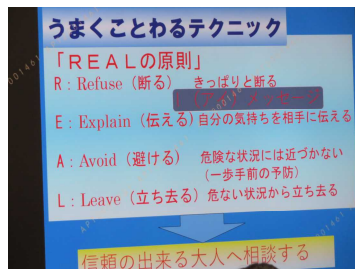 うまくことわるテクニック
「REALの原則」
R:Refuse(断る) きっぱりと断る
E:Explain(伝える)自分の気持ちを相手に伝える
A:Avoid(避ける) 危険な状況には近づかない
(一歩手前の予防)
L:Leave(立ち去る) 危ない状況から立ち去る
信頼の出来る大人へ相談する